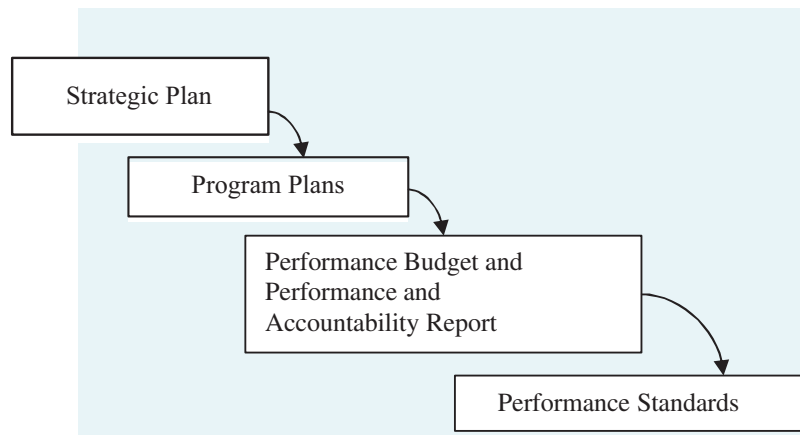 Strategic Plan
Program Plans
Performance Budget and
Performance and
Accountability Report
Performance Standards